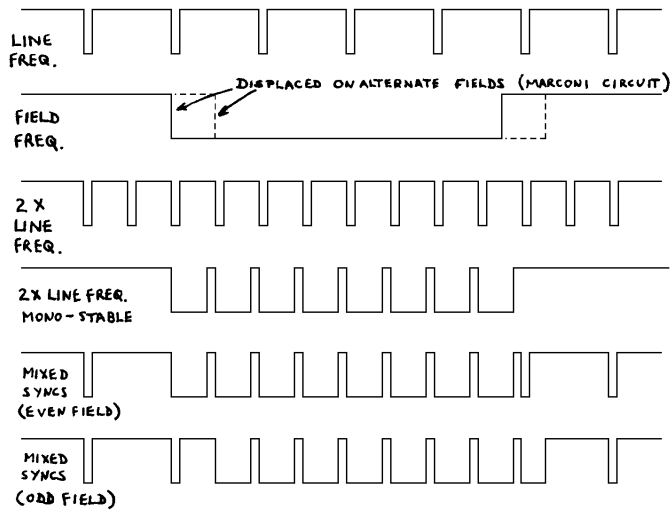 LINE
FREQ.
DISPLACED ON ALTERNATE FIELDS (MARCONI CIRCUIT)
FIELD
FREQ.
2 X
LINE
FREQ.
2X LINE FREQ.
MONO-STABLE
MIXED
SYNCS
(EVEN FIELD)
MIXED
SYNCS
(ODD FIELD)